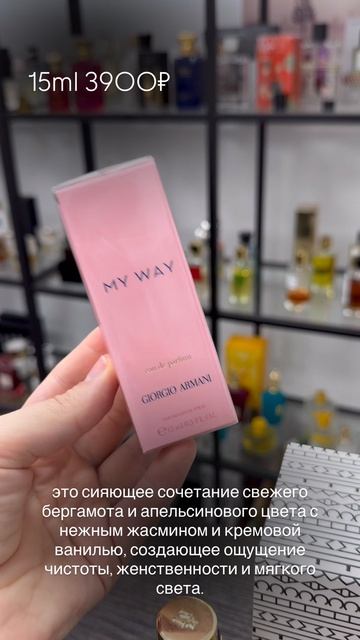 15ml 3900₽
MY WAY
eau de parfum
GIORGIO ARMANI
это сияющее сочетание свежего
бергамота и апельсинового цвета с
нежным жасмином и кремовой
ванилью, создающее ощущение
чистоты, женственности и мягкого
света.